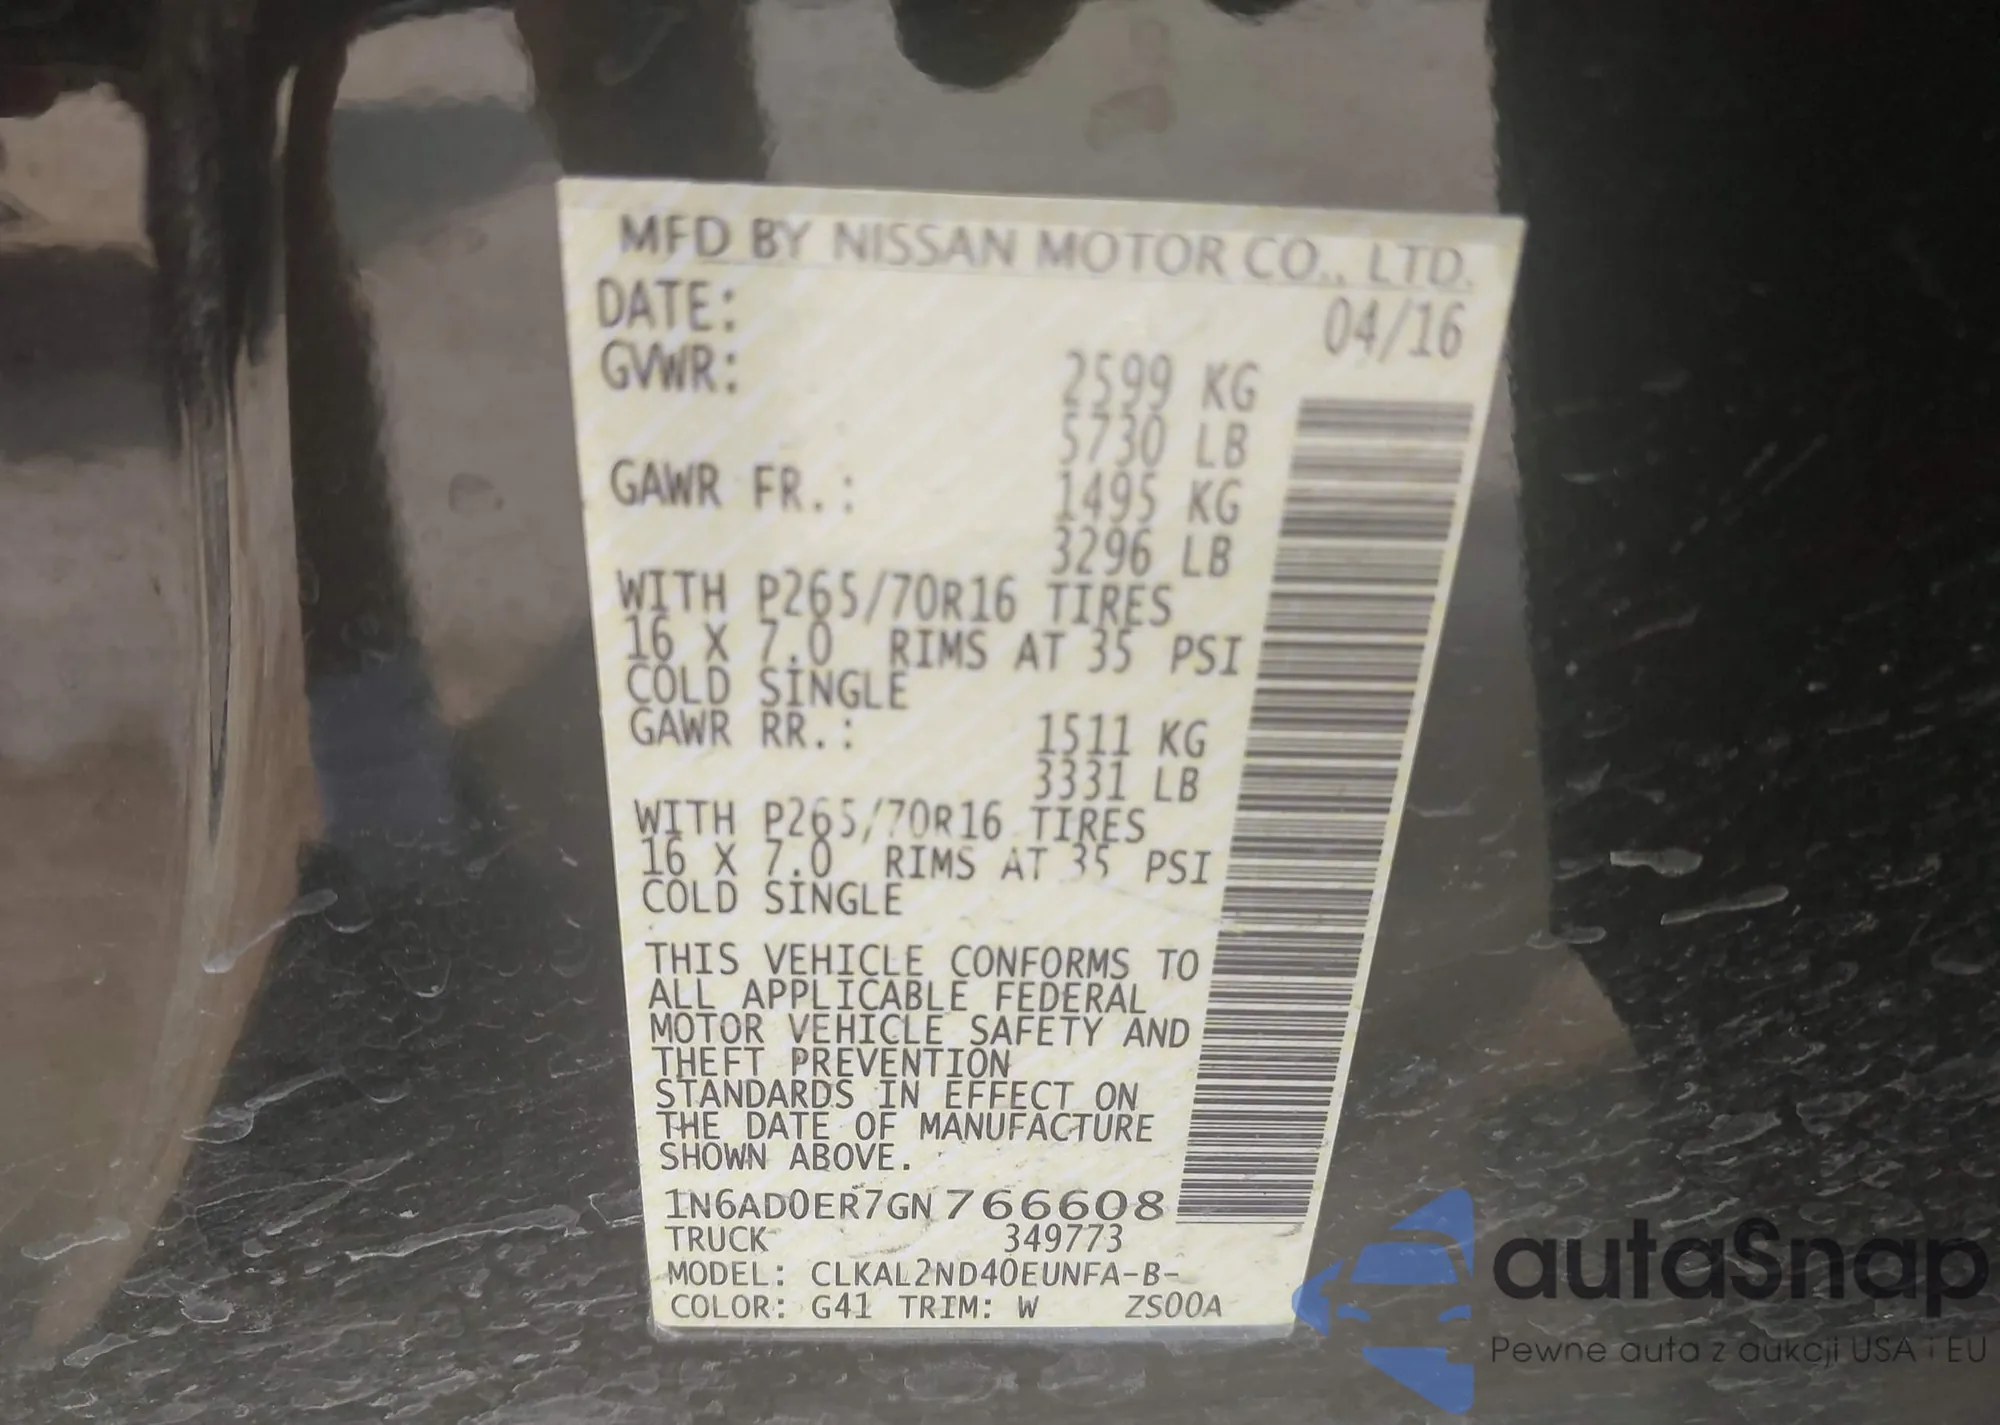 MFD BY NISSAN MOTOR CO., LTD.
DATE: 04/16
GVWR: 2599 KG
5730 LB
GAWR FR.: 1495 KG
3296 LB
WITH P265/70R16 TIRES
16 X 7.0 RIMS AT 35 PSI
COLD SINGLE
GAWR RR.: 1511 KG
3331 LB
WITH P265/70R16 TIRES
16 X 7.0 RIMS AT 35 PSI
COLD SINGLE
THIS VEHICLE CONFORMS TO
ALL APPLICABLE FEDERAL
MOTOR VEHICLE SAFETY AND
THEFT PREVENTION
STANDARDS IN EFFECT ON
THE DATE OF MANUFACTURE
SHOWN ABOVE.
1N6AD0ER7GN766608
TRUCK 349773
MODEL: CLKAL2ND40EUNFA-B-
COLOR: G41 TRIM: W ZS00A
autaSnap
Pewne auta z aukcji USA i EU